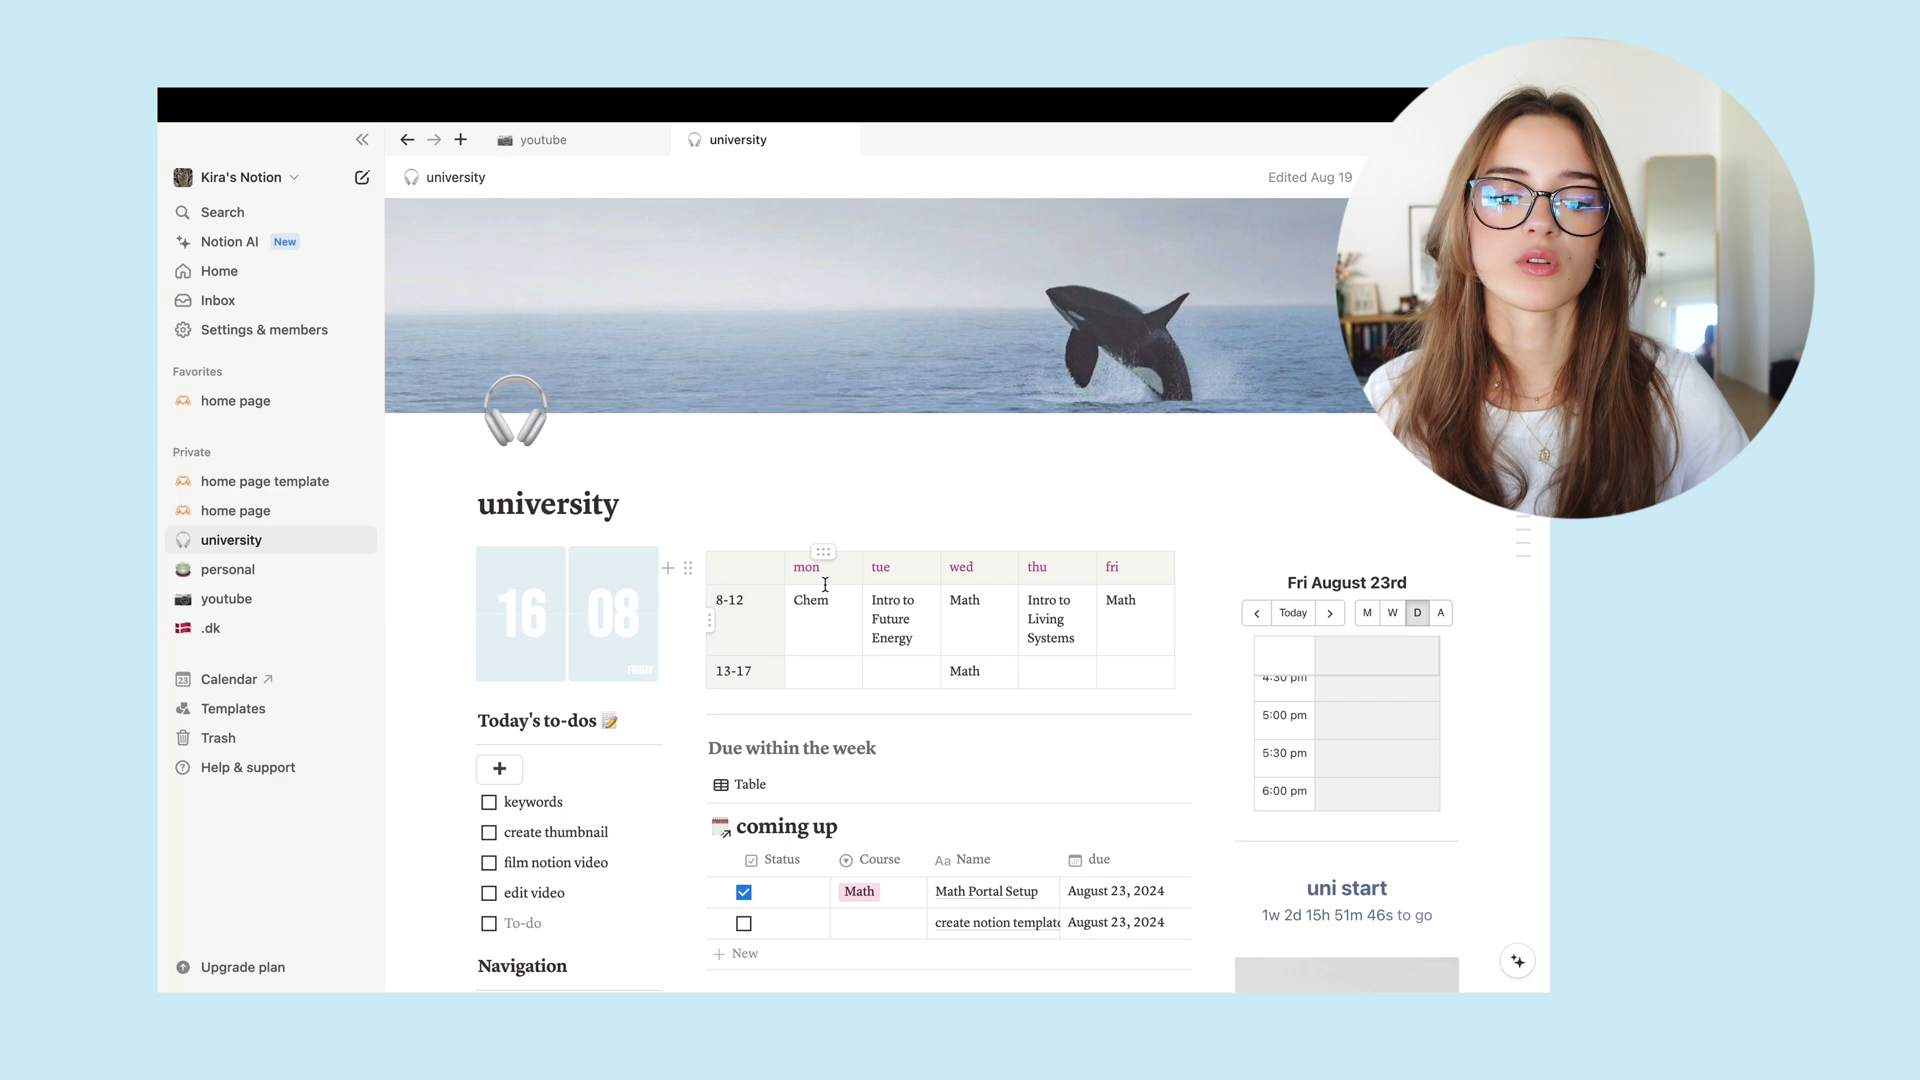 youtube
university
Kira's Notion
university
Edited Aug 19
Search
Notion AI New
Home
Inbox
Settings & members
Favorites
home page
Private
home page template
home page
university
personal
youtube
.dk
23 Calendar
Templates
Trash
Help & support
Upgrade plan
university
16 08
FRIDAY
Today's to-dos
keywords
create thumbnail
film notion video
edit video
To-do
Navigation
mon tue wed thu fri
8-12 Chem Intro to Future Energy Math Intro to Living Systems Math
13-17 Math
Due within the week
Table
coming up
Status Course Aa Name due
Math Math Portal Setup August 23, 2024
create notion template August 23, 2024
New
Fri August 23rd
Today M W D A
4:30 pm
5:00 pm
5:30 pm
6:00 pm
uni start
1w 2d 15h 51m 46s to go